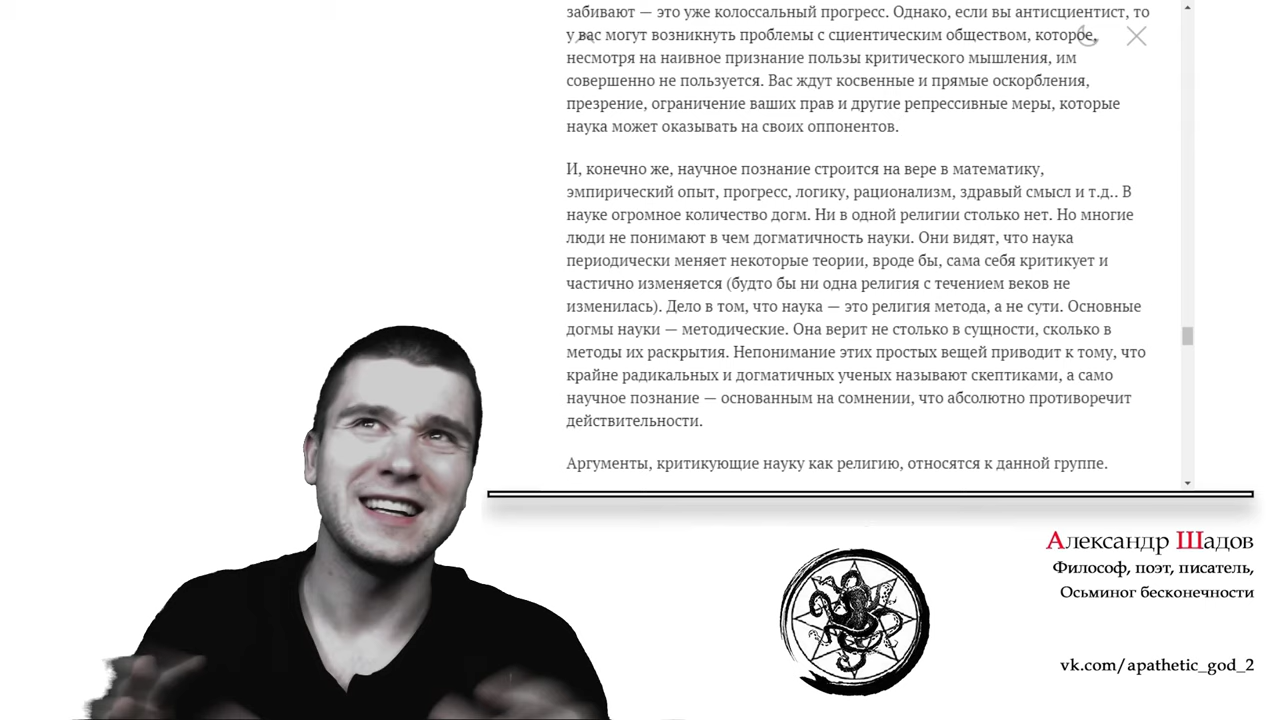 забивают — это уже колоссальный прогресс. Однако, если вы антисциентист, то
у вас могут возникнуть проблемы с сциентическим обществом, которое,
несмотря на наивное признание пользы критического мышления, им
совершенно не пользуется. Вас ждут косвенные и прямые оскорбления,
презрение, ограничение ваших прав и другие репрессивные меры, которые
наука может оказывать на своих оппонентов.
И, конечно же, научное познание строится на вере в математику,
эмпирический опыт, прогресс, логику, рационализм, здравый смысл и т.д.. В
науке огромное количество догм. Ни в одной религии столько нет. Но многие
люди не понимают в чем догматичность науки. Они видят, что наука
периодически меняет некоторые теории, вроде бы, сама себя критикует и
частично изменяется (будто бы ни одна религия с течением веков не
изменилась). Дело в том, что наука — это религия метода, а не сути. Основные
догмы науки — методические. Она верит не столько в сущности, сколько в
методы их раскрытия. Непонимание этих простых вещей приводит к тому, что
крайне радикальных и догматичных ученых называют скептиками, а само
научное познание — основанным на сомнении, что абсолютно противоречит
действительности.
Аргументы, критикующие науку как религию, относятся к данной группе.
Александр Шадов
Философ, поэт, писатель,
Осьминог бесконечности
vk.com/apathetic_god_2